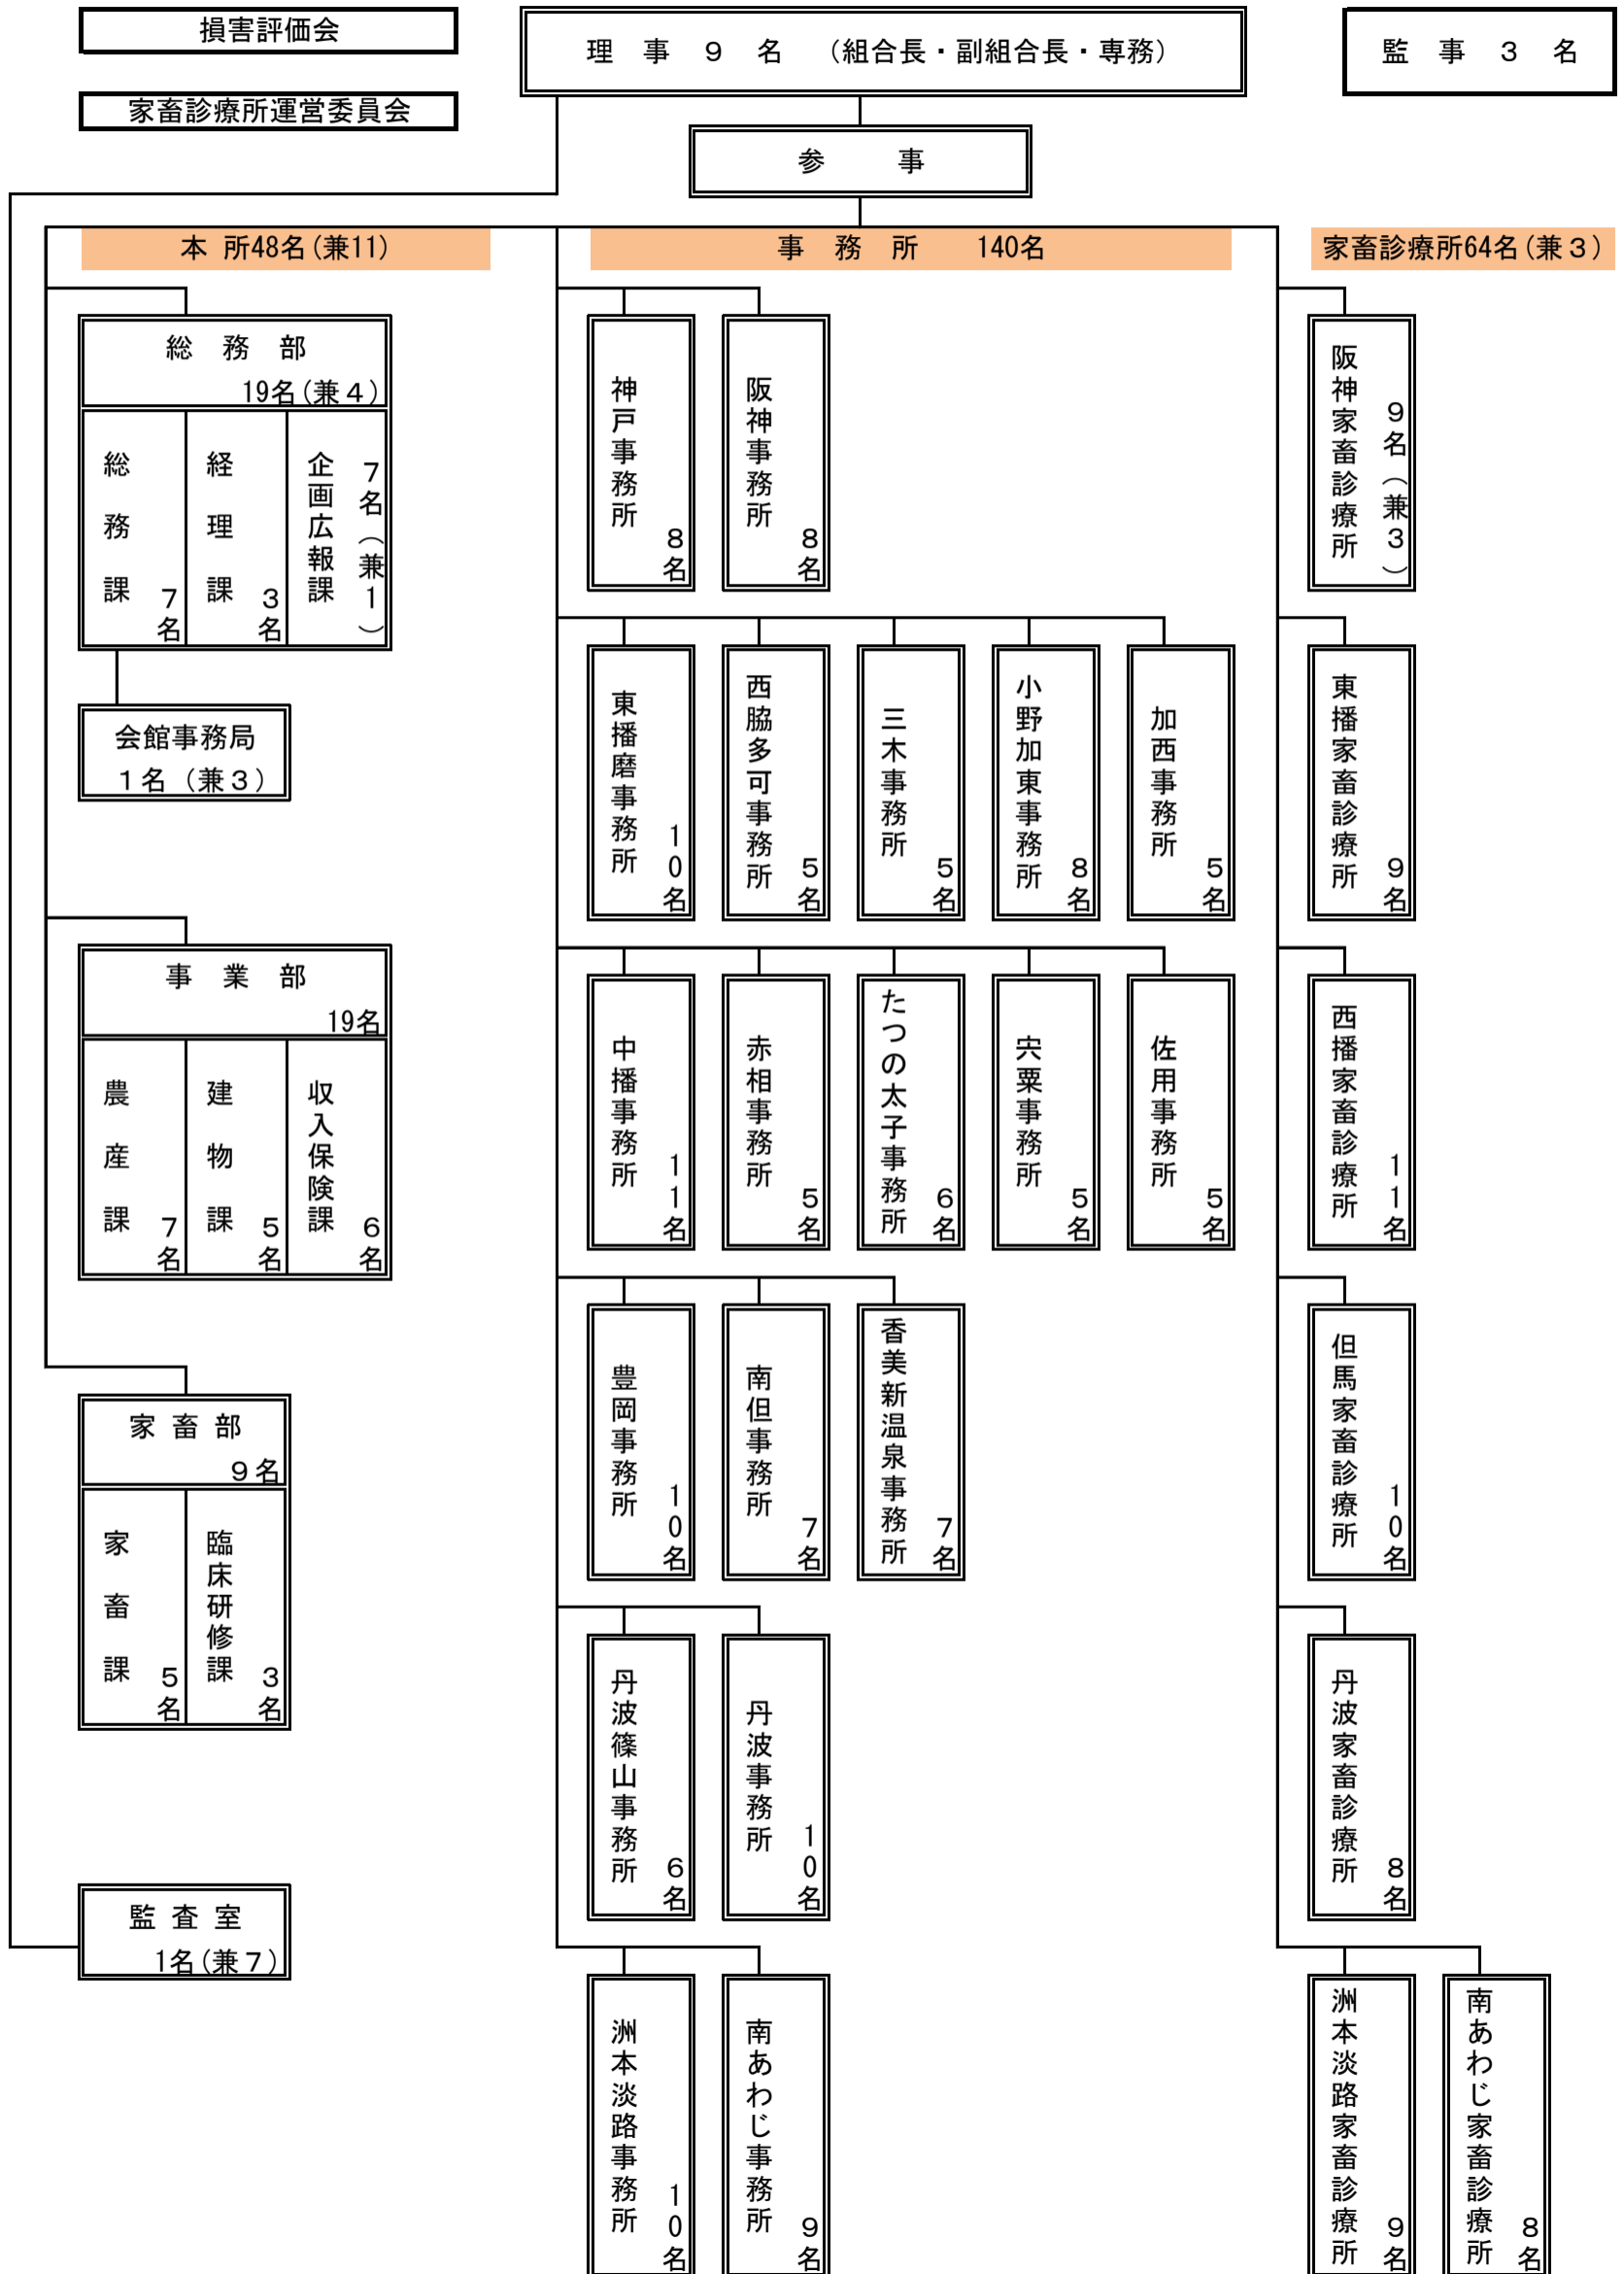 損害評価会
家畜診療所運営委員会
理　事　９　名　（組合長・副組合長・専務）
監　事　３　名
参　　事
本 所48名(兼11)
事　務　所　　140名
家畜診療所64名(兼３)
総　務　部
19名(兼４)
総　務　課　７名
経　理　課　３名
企画広報課　７名（兼１）
会館事務局
１名（兼３）
事　業　部
19名
農　産　課　７名
建　物　課　５名
収入保険課　６名
家 畜 部
９名
家　畜　課　５名
臨床研修課　３名
監 査 室
1名(兼７)
神戸事務所　８名
阪神事務所　８名
東播磨事務所　10名
西脇多可事務所　５名
三木事務所　５名
小野加東事務所　８名
加西事務所　５名
中播事務所　11名
赤相事務所　５名
たつの太子事務所　６名
宍粟事務所　５名
佐用事務所　５名
豊岡事務所　10名
南但事務所　７名
香美新温泉事務所　７名
丹波篠山事務所　６名
丹波事務所　10名
洲本淡路事務所　10名
南あわじ事務所　９名
阪神家畜診療所　９名（兼３）
東播家畜診療所　９名
西播家畜診療所　11名
但馬家畜診療所　10名
丹波家畜診療所　８名
洲本淡路家畜診療所　９名
南あわじ家畜診療所　８名